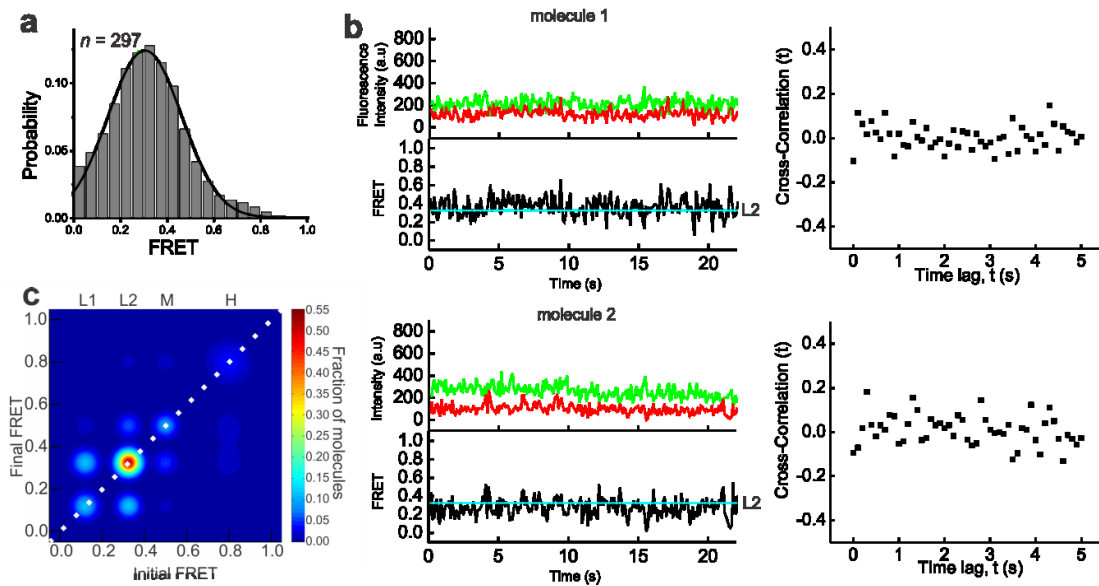 a
n = 297
Probability
0.10
0.05
0.00
0.0 0.2 0.4 0.6 0.8 1.0
FRET
b
molecule 1
Fluorescence
Intensity (a.u)
800
600
400
200
0
FRET
1.0
0.8
0.6
0.4
0.2
0.0
L2
0 5 10 15 20
Time (s)
Cross-Correlation (t)
0.4
0.2
0.0
-0.2
-0.4
0 1 2 3 4 5
Time lag, t (s)
molecule 2
Intensity (a.u)
800
600
400
200
0
FRET
1.0
0.8
0.6
0.4
0.2
0.0
L2
0 5 10 15 20
Time (s)
Cross-Correlation (t)
0.4
0.2
0.0
-0.2
-0.4
0 1 2 3 4 5
Time lag, t (s)
c
L1 L2 M H
Final FRET
1.0
0.8
0.6
0.4
0.2
0.0
0.0 0.2 0.4 0.6 0.8 1.0
Initial FRET
0.55
0.50
0.45
0.40
0.35
0.30
0.25
0.20
0.15
0.10
0.05
0.00
Fraction of molecules